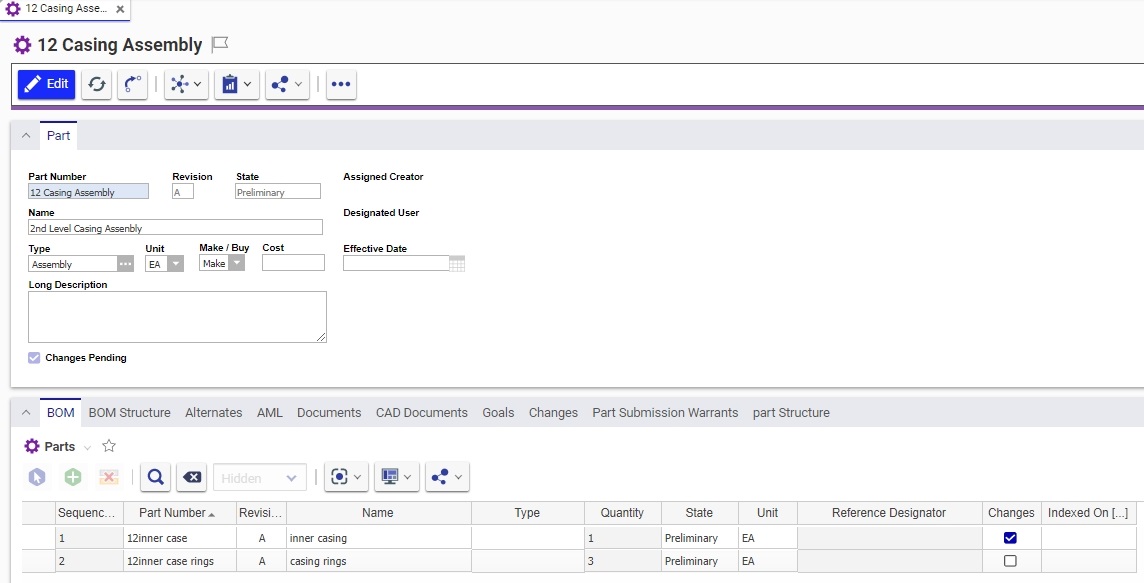 12 Casing Asse...
12 Casing Assembly
Edit
Part
Part Number Revision State Assigned Creator
12 Casing Assembly A Preliminary
Name Designated User
2nd Level Casing Assenbly
Type Unit Make / Buy Cost Effective Date
Assembly EA Make
Long Description
Changes Pending
BOM BOM Structure Alternates AML Documents CAD Documents Goals Changes Part Submission Warrants part Structure
Parts
Hidden
Sequenc... Part Number Revisi... Name Type Quantity State Unit Reference Designator Changes Indexed On [...]
1 12inner case A inner casing 1 Preliminary EA
2 12inner case rings A casing rings 3 Preliminary EA